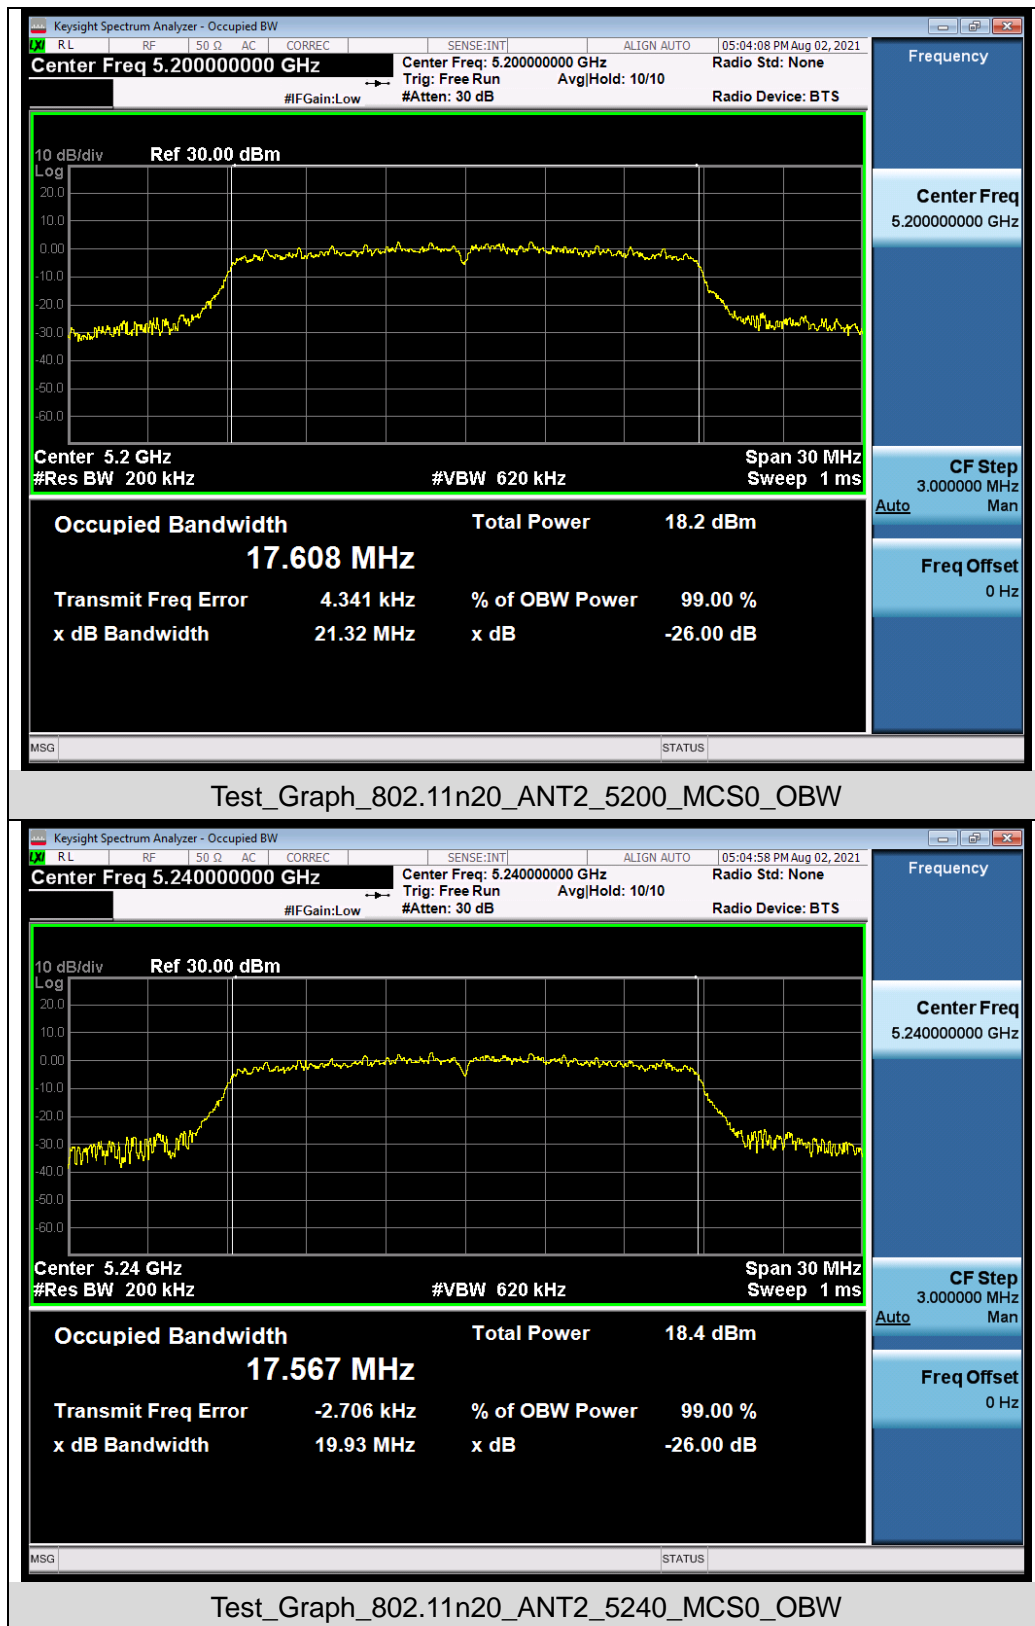 Keysight Spectrum Analyzer - Occupied BW
LXI RL RF 50 Ω AC CORREC SENSE:INT ALIGN AUTO 05:04:08 PM Aug 02, 2021
Center Freq 5.200000000 GHz Center Freq: 5.200000000 GHz Radio Std: None Frequency
Trig: Free Run Avg|Hold: 10/10
#IFGain:Low #Atten: 30 dB Radio Device: BTS
10 dB/div Ref 30.00 dBm
Log
20.0
10.0
0.00
-10.0
-20.0
-30.0
-40.0
-50.0
-60.0
Center Freq
5.200000000 GHz
Center 5.2 GHz Span 30 MHz
#Res BW 200 kHz #VBW 620 kHz Sweep 1 ms
CF Step
3.000000 MHz
Auto Man
Occupied Bandwidth Total Power 18.2 dBm
17.608 MHz
Transmit Freq Error 4.341 kHz % of OBW Power 99.00 %
x dB Bandwidth 21.32 MHz x dB -26.00 dB
Freq Offset
0 Hz
MSG STATUS
Test_Graph_802.11n20_ANT2_5200_MCS0_OBW
Keysight Spectrum Analyzer - Occupied BW
LXI RL RF 50 Ω AC CORREC SENSE:INT ALIGN AUTO 05:04:58 PM Aug 02, 2021
Center Freq 5.240000000 GHz Center Freq: 5.240000000 GHz Radio Std: None Frequency
Trig: Free Run Avg|Hold: 10/10
#IFGain:Low #Atten: 30 dB Radio Device: BTS
10 dB/div Ref 30.00 dBm
Log
20.0
10.0
0.00
-10.0
-20.0
-30.0
-40.0
-50.0
-60.0
Center Freq
5.240000000 GHz
Center 5.24 GHz Span 30 MHz
#Res BW 200 kHz #VBW 620 kHz Sweep 1 ms
CF Step
3.000000 MHz
Auto Man
Occupied Bandwidth Total Power 18.4 dBm
17.567 MHz
Transmit Freq Error -2.706 kHz % of OBW Power 99.00 %
x dB Bandwidth 19.93 MHz x dB -26.00 dB
Freq Offset
0 Hz
MSG STATUS
Test_Graph_802.11n20_ANT2_5240_MCS0_OBW